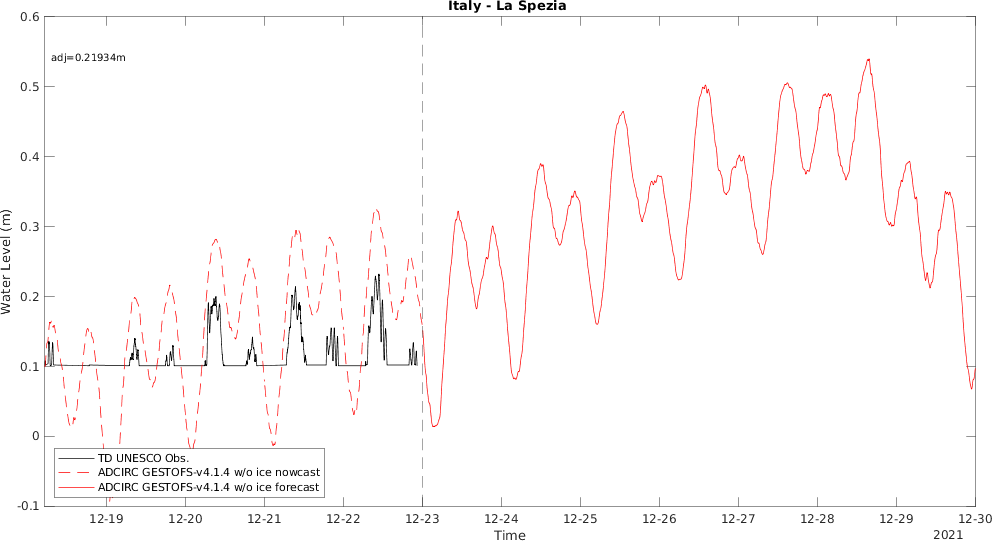 Italy - La Spezia
adj=0.21934m
Water Level (m)
0.6
0.5
0.4
0.3
0.2
0.1
0
-0.1
TD UNESCO Obs.
ADCIRC GESTOFS-v4.1.4 w/o ice nowcast
ADCIRC GESTOFS-v4.1.4 w/o ice forecast
12-19 12-20 12-21 12-22 12-23 12-24 12-25 12-26 12-27 12-28 12-29 12-30
Time
2021